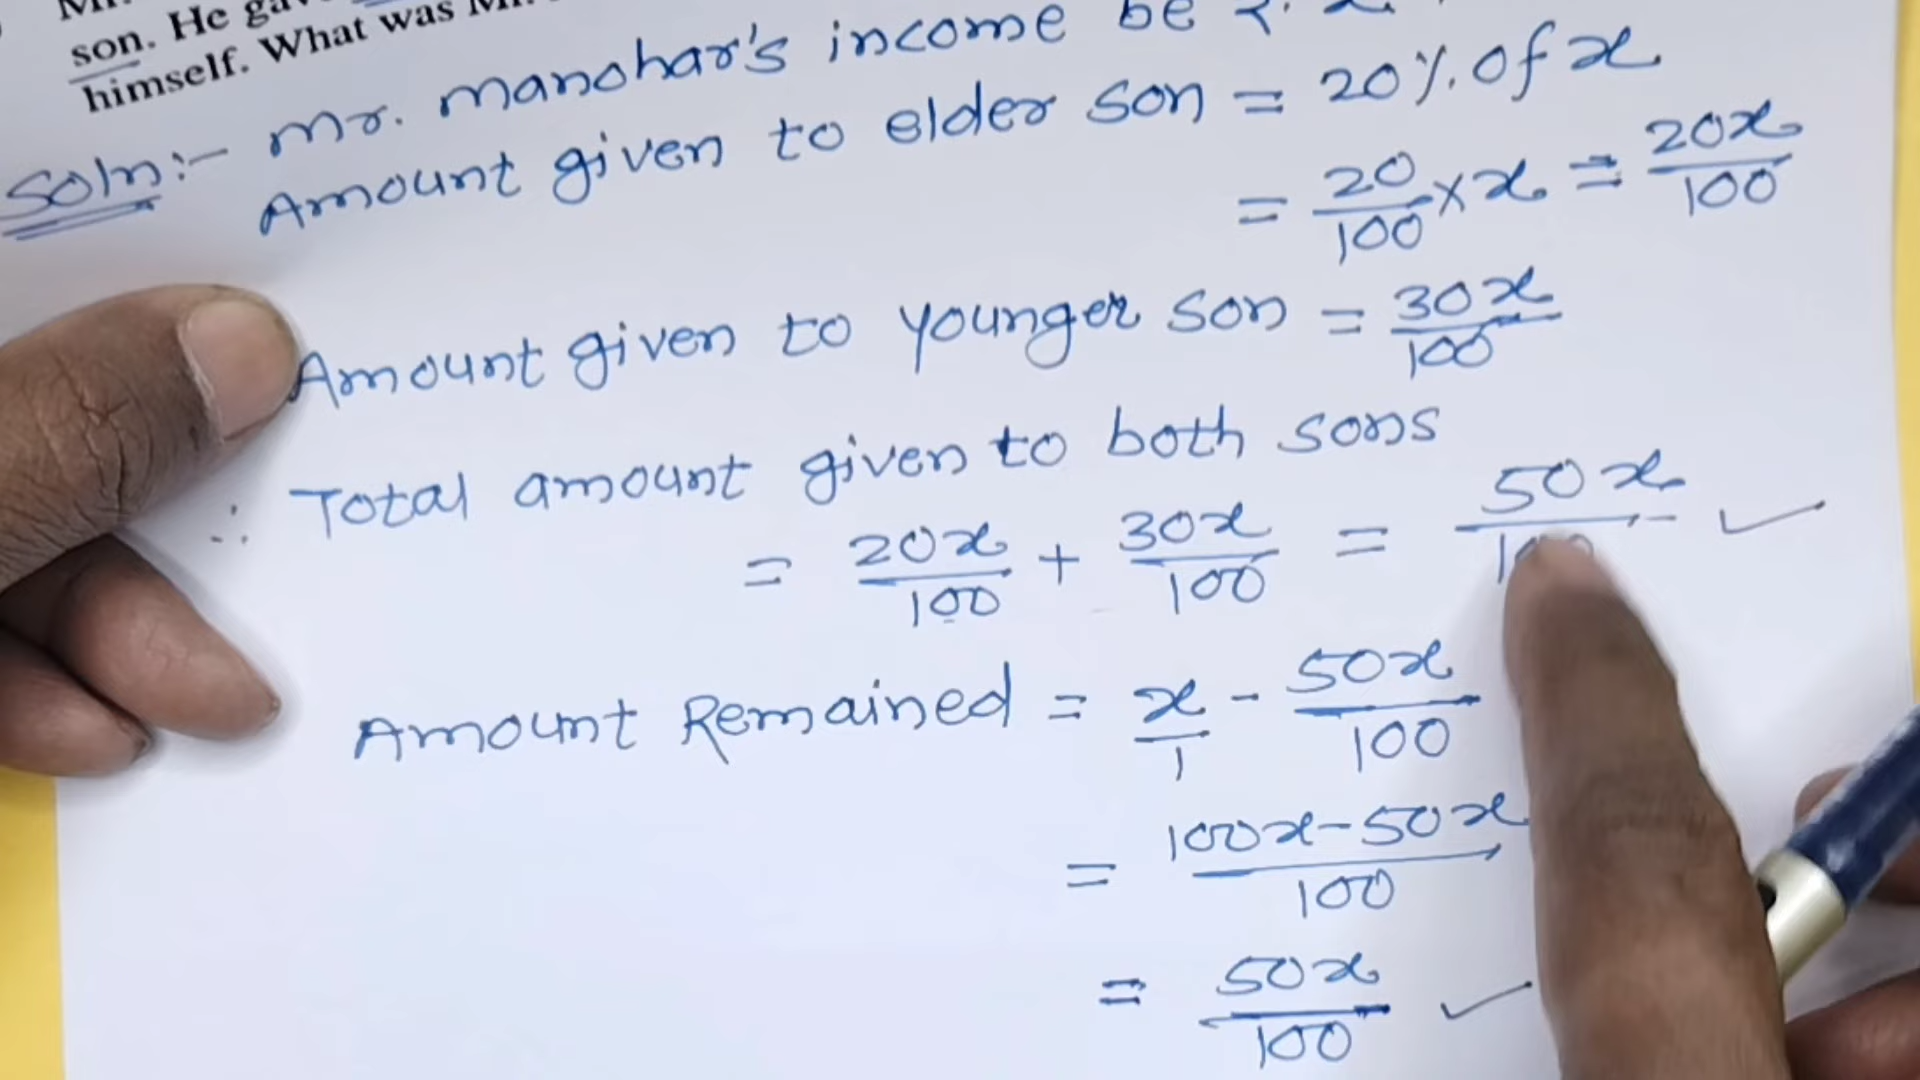 son. He
himself. What was
Soln:- Mr. Manohar's income be ₹. x.
Amount given to elder son = 20%. of x
= 20/100 × x = 20x/100
Amount given to younger son = 30x/100
∴ Total amount given to both sons
= 20x/100 + 30x/100 = 50x/100 ✓
Amount Remained = x/1 - 50x/100
= 100x-50x/100
= 50x/100 ✓